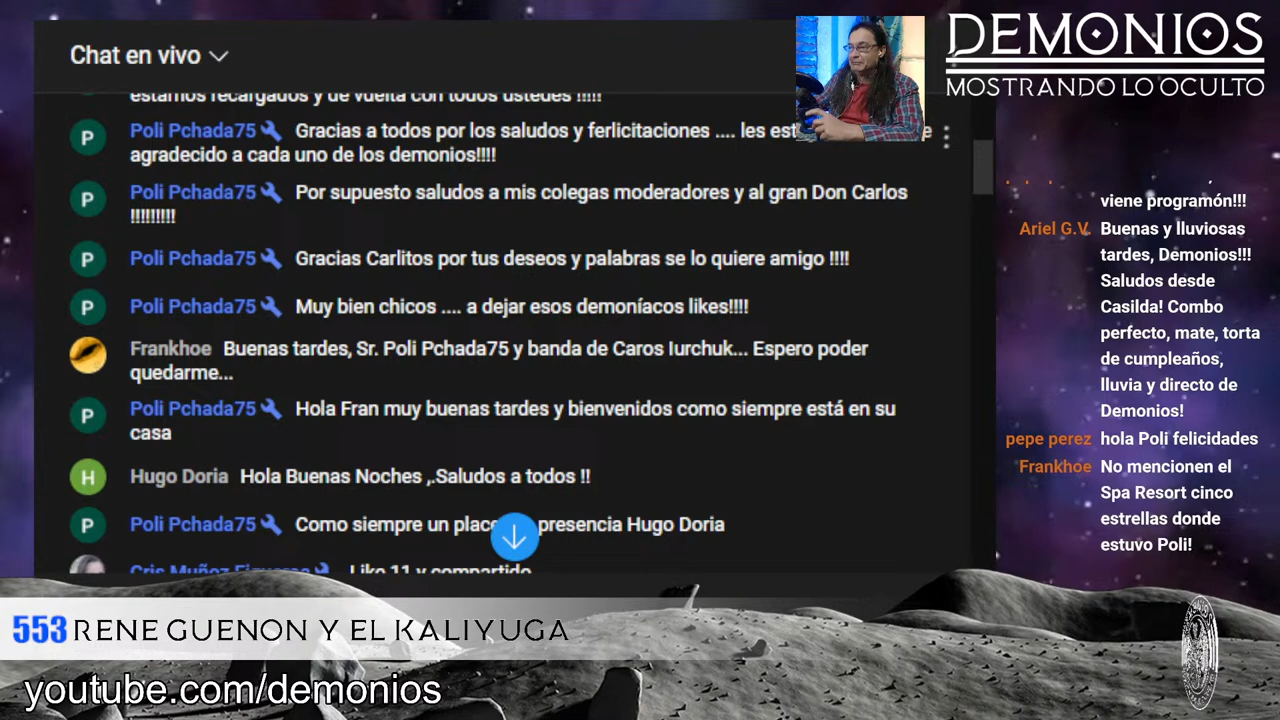 DEMONIOS
MOSTRANDO LO OCULTO
Chat en vivo
estamos recargados y de vuelta con todos ustedes !!!!!
P Poli Pchada75 Gracias a todos por los saludos y ferlicitaciones .... les
agradecido a cada uno de los demonios!!!!
P Poli Pchada75 Por supuesto saludos a mis colegas moderadores y al gran Don Carlos
!!!!!!!!!
P Poli Pchada75 Gracias Carlitos por tus deseos y palabras se lo quiere amigo !!!!
P Poli Pchada75 Muy bien chicos .... a dejar esos demoníacos likes!!!!
Frankhoe Buenas tardes, Sr. Poli Pchada75 y banda de Caros Iurchuk... Espero poder
quedarme...
P Poli Pchada75 Hola Fran muy buenas tardes y bienvenidos como siempre está en su
casa
H Hugo Doria Hola Buenas Noches ,.Saludos a todos !!
P Poli Pchada75 Como siempre un presencia Hugo Doria
Cris Muñoz Figueroa Like 11 y compartido
viene programón!!!
Ariel G.V. Buenas y lluviosas
tardes, Demonios!!!
Saludos desde
Casilda! Combo
perfecto, mate, torta
de cumpleaños,
lluvia y directo de
Demonios!
pepe perez hola Poli felicidades
Frankhoe No mencionen el
Spa Resort cinco
estrellas donde
estuvo Poli!
553 RENE GUENON Y EL KALIYUGA
youtube.com/demonios